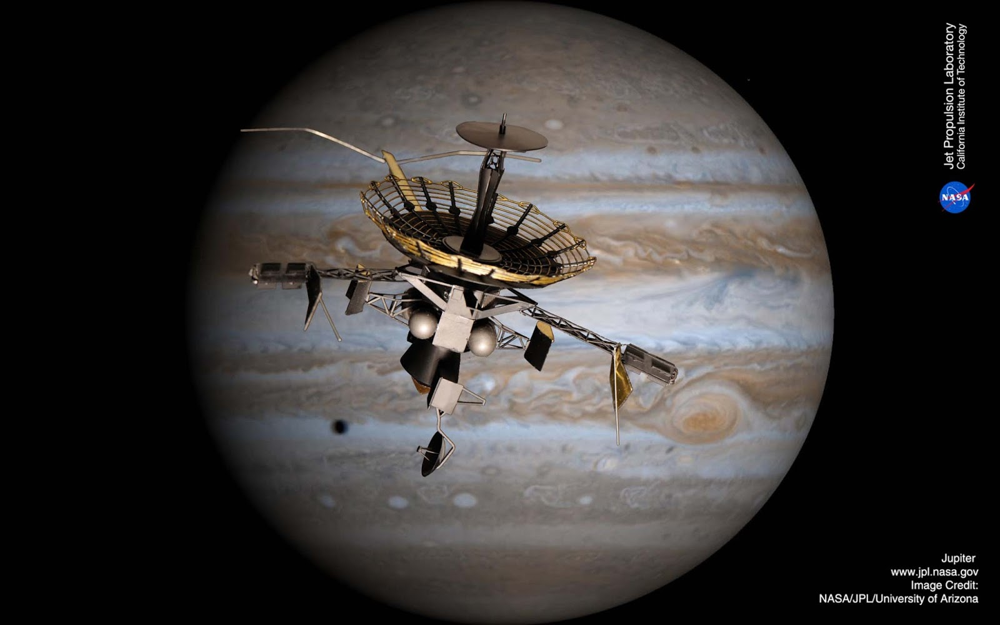 Jet Propulsion Laboratory
California Institute of Technology
NASA
Jupiter
www.jpl.nasa.gov
Image Credit:
NASA/JPL/University of Arizona